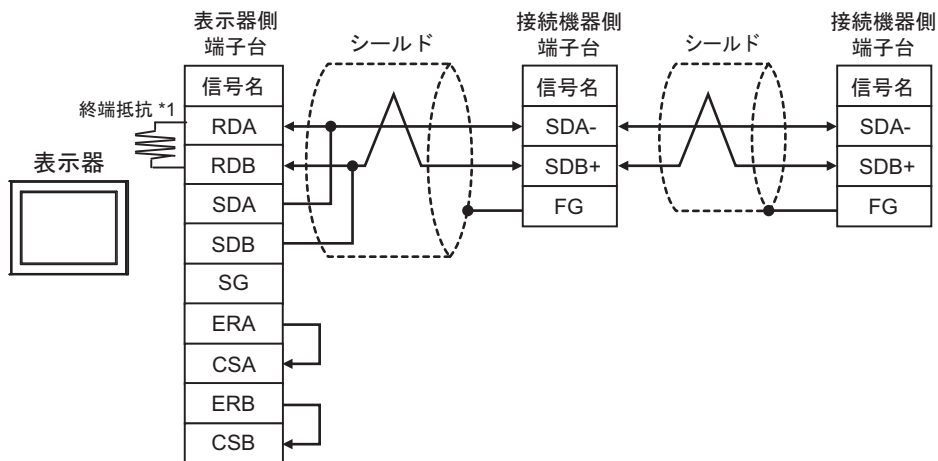 表示器側
端子台
シールド
接続機器側
端子台
シールド
接続機器側
端子台
信号名
信号名
信号名
終端抵抗 *1
RDA
SDA-
SDA-
表示器
RDB
SDB+
SDB+
SDA
FG
FG
SDB
SG
ERA
CSA
ERB
CSB